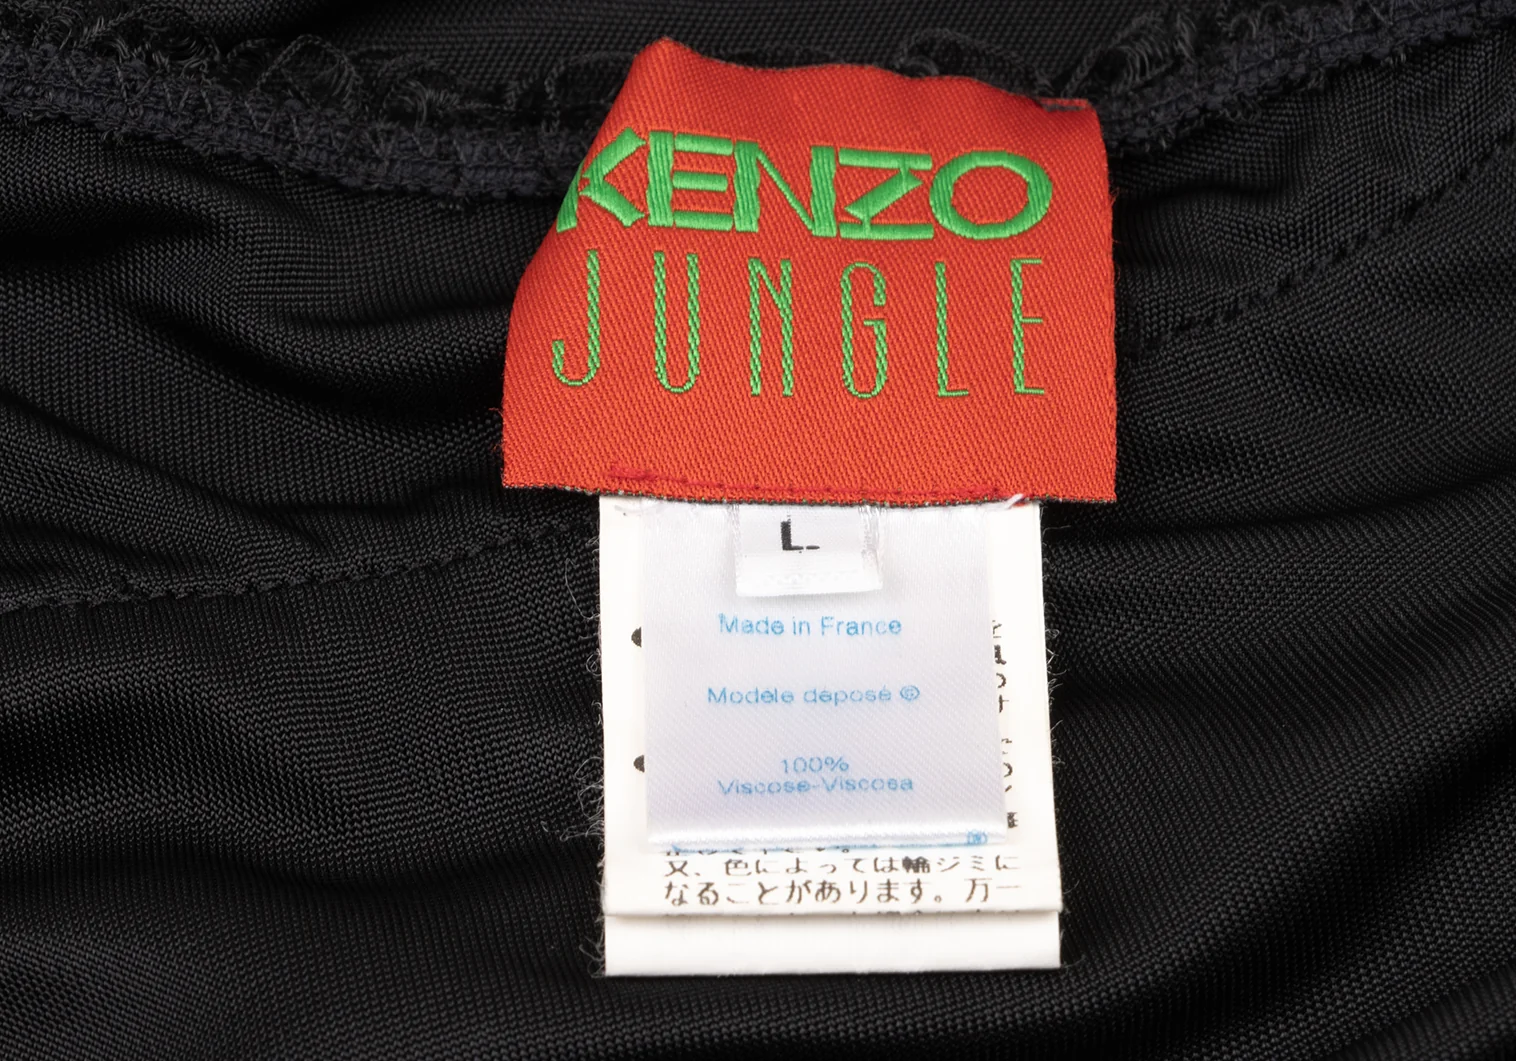 KENZO
JUNGLE
L.
Made in France
Modèle déposé ©
100%
Viscose-Viscosa
又、色によっては輪ジミに
なることがあります。万一